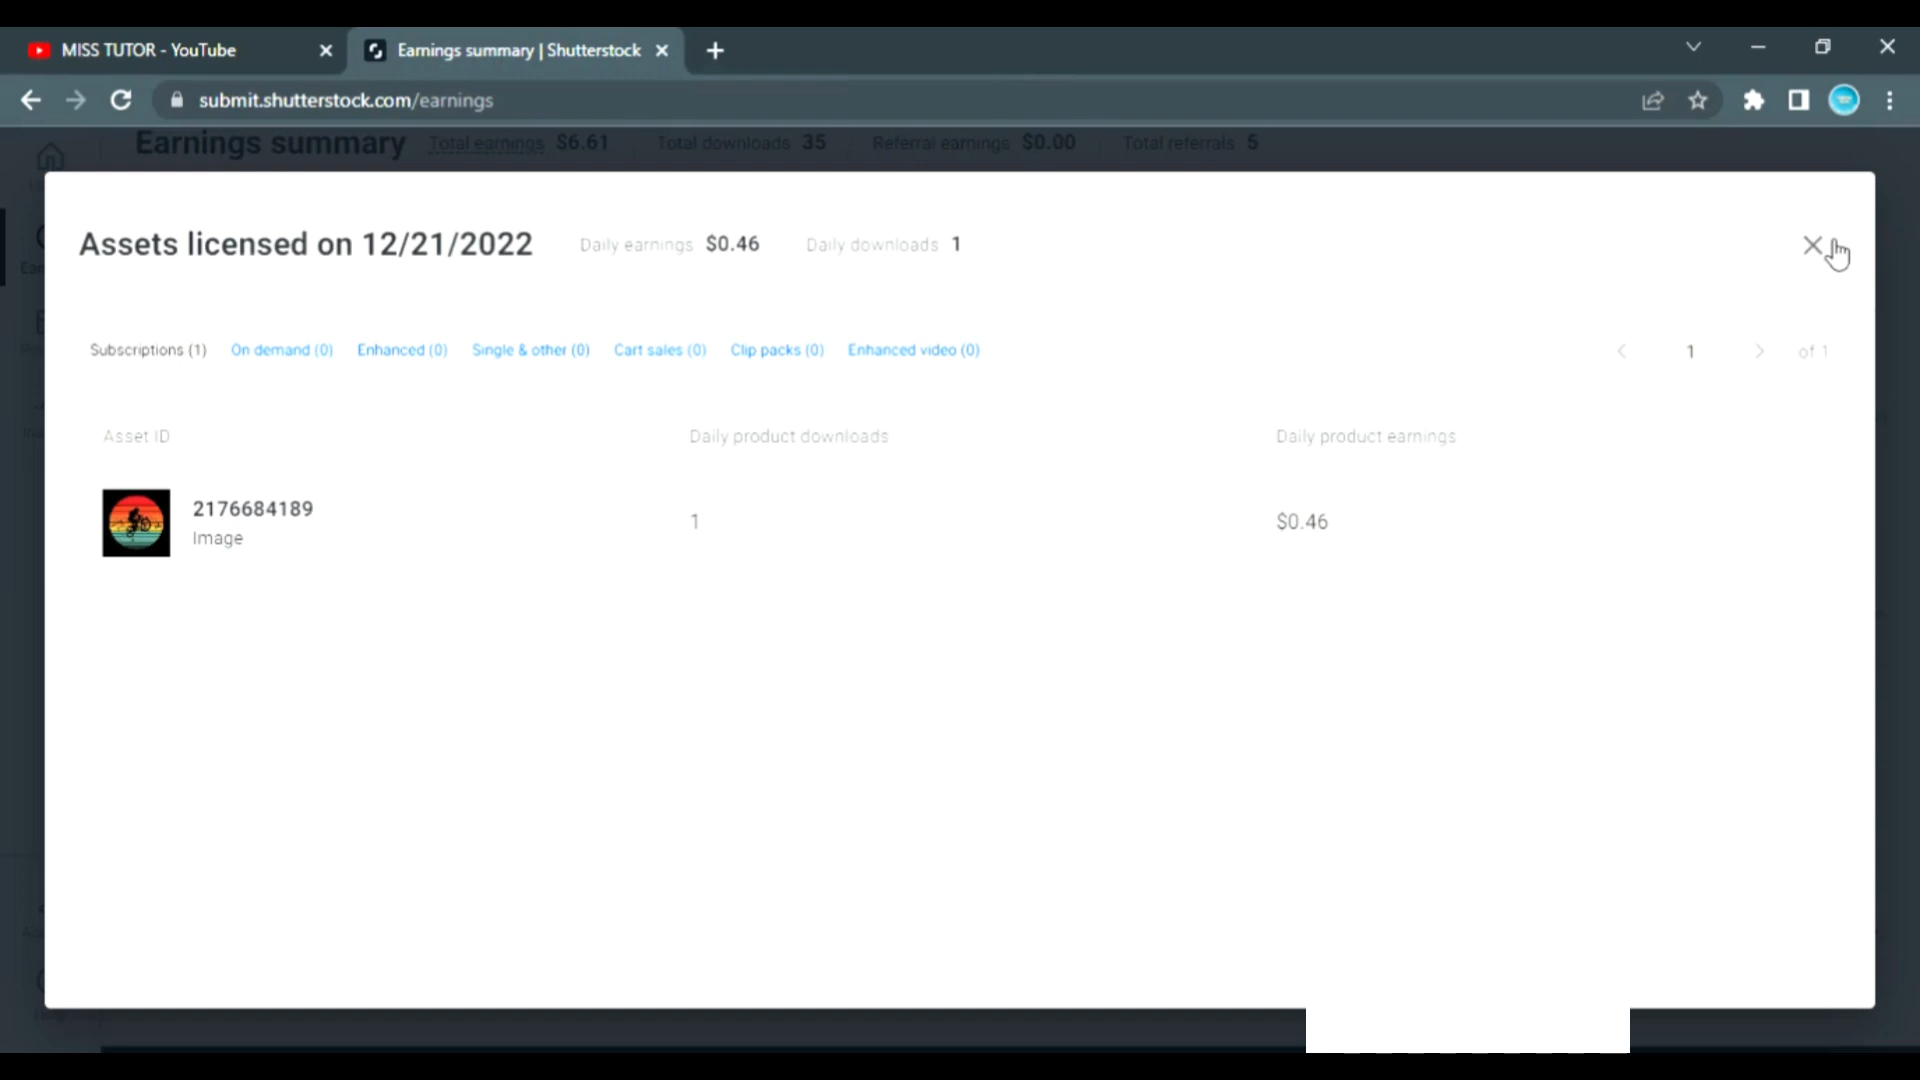 MISS TUTOR - YouTube
Earnings summary | Shutterstock
submit.shutterstock.com/earnings
Earnings summary Total earnings $6.61 Total downloads 35 Referral earnings $0.00 Total referrals 5
Assets licensed on 12/21/2022 Daily earnings $0.46 Daily downloads 1
Subscriptions (1) On demand (0) Enhanced (0) Single & other (0) Cart sales (0) Clip packs (0) Enhanced video (0) 1 of 1
Asset ID Daily product downloads Daily product earnings
2176684189
Image
1 $0.46